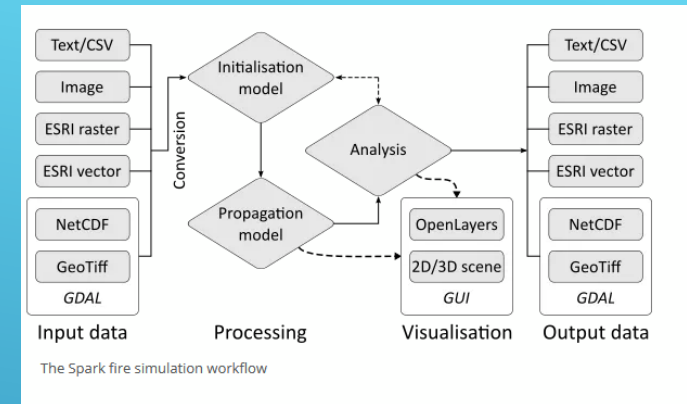 Text/CSV
Image
ESRI raster
ESRI vector
NetCDF
GeoTiff
GDAL
Input data
Conversion
Initialisation
model
Analysis
Propagation
model
Processing
OpenLayers
2D/3D scene
GUI
Visualisation
Text/CSV
Image
ESRI raster
ESRI vector
NetCDF
GeoTiff
GDAL
Output data
The Spark fire simulation workflow